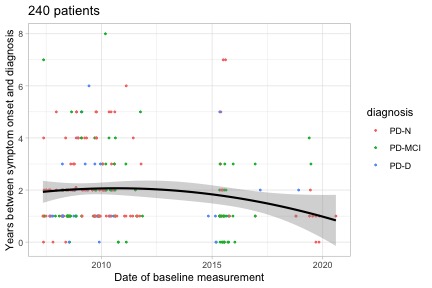 240 patients
Years between symptom onset and diagnosis
8
6
4
2
0
2010
2015
2020
Date of baseline measurement
diagnosis
PD-N
PD-MCI
PD-D